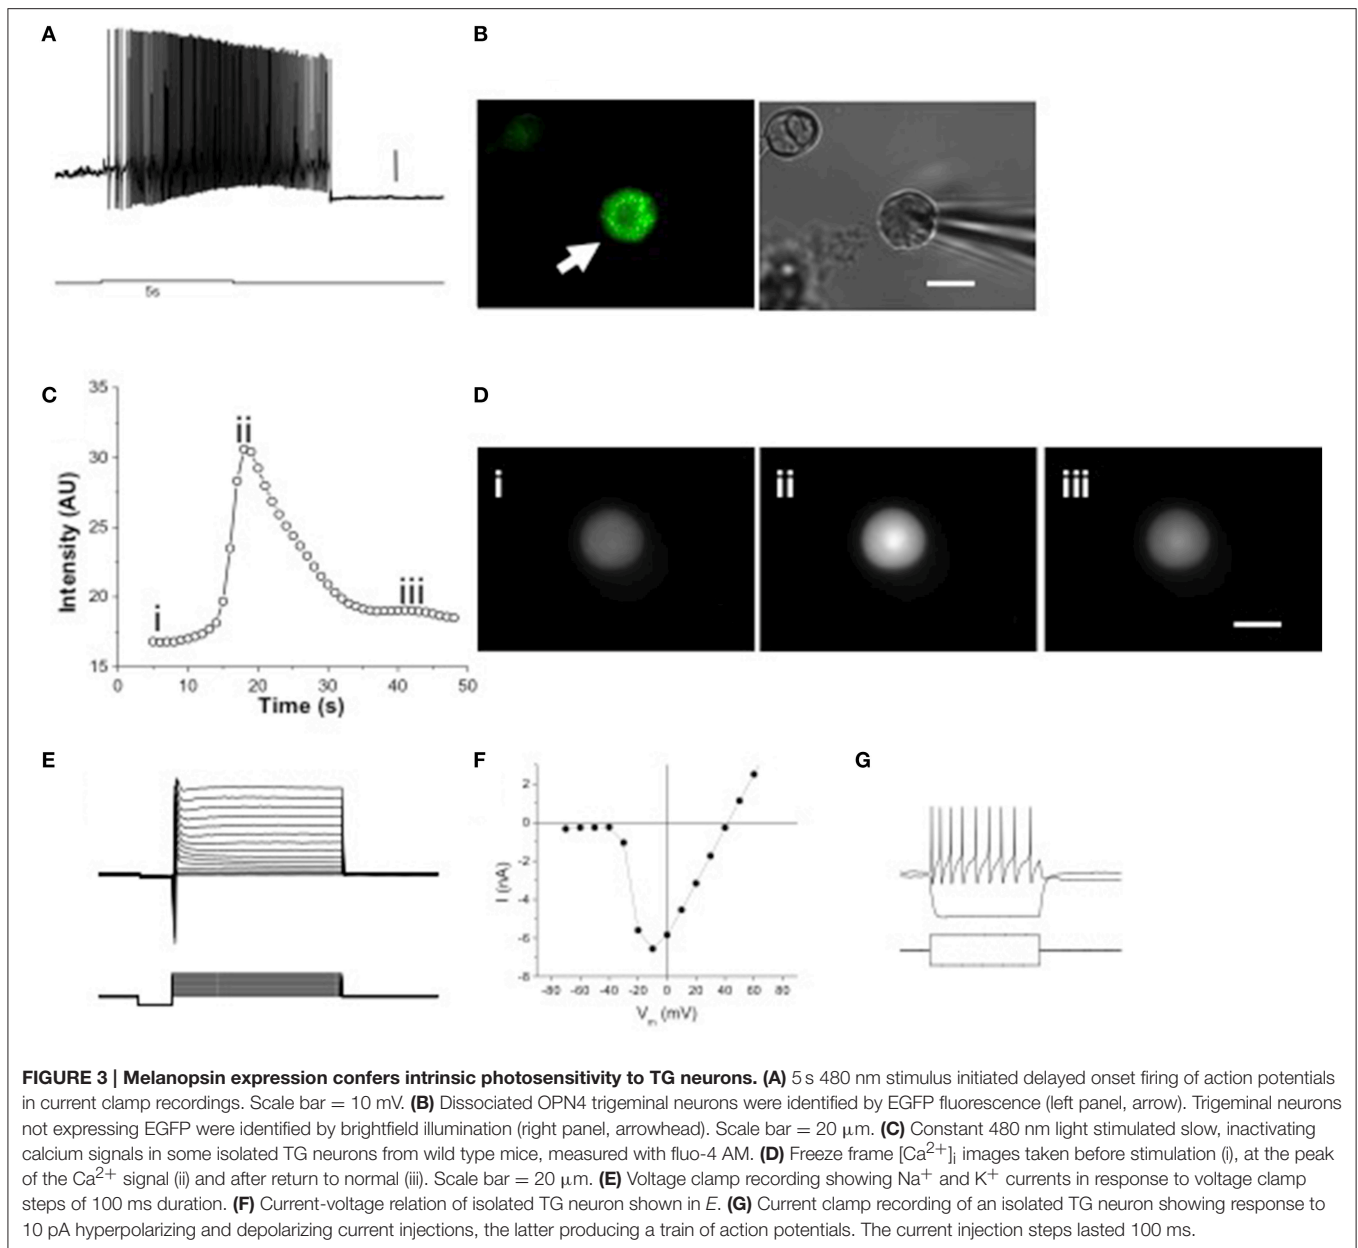 A
B
5s
C
D
35
30
25
20
15
Intensity (AU)
i
ii
iii
0
10
20
30
40
50
Time (s)
i
ii
iii
E
F
G
2
0
-2
-4
-6
-8
I (nA)
-80 -60 -40 -20 0 20 40 60 80
Vm (mV)
FIGURE 3 | Melanopsin expression confers intrinsic photosensitivity to TG neurons. (A) 5 s 480 nm stimulus initiated delayed onset firing of action potentials
in current clamp recordings. Scale bar = 10 mV. (B) Dissociated OPN4 trigeminal neurons were identified by EGFP fluorescence (left panel, arrow). Trigeminal neurons
not expressing EGFP were identified by brightfield illumination (right panel, arrowhead). Scale bar = 20 μm. (C) Constant 480 nm light stimulated slow, inactivating
calcium signals in some isolated TG neurons from wild type mice, measured with fluo-4 AM. (D) Freeze frame [Ca2+]i images taken before stimulation (i), at the peak
of the Ca2+ signal (ii) and after return to normal (iii). Scale bar = 20 μm. (E) Voltage clamp recording showing Na+ and K+ currents in response to voltage clamp
steps of 100 ms duration. (F) Current-voltage relation of isolated TG neuron shown in E. (G) Current clamp recording of an isolated TG neuron showing response to
10 pA hyperpolarizing and depolarizing current injections, the latter producing a train of action potentials. The current injection steps lasted 100 ms.